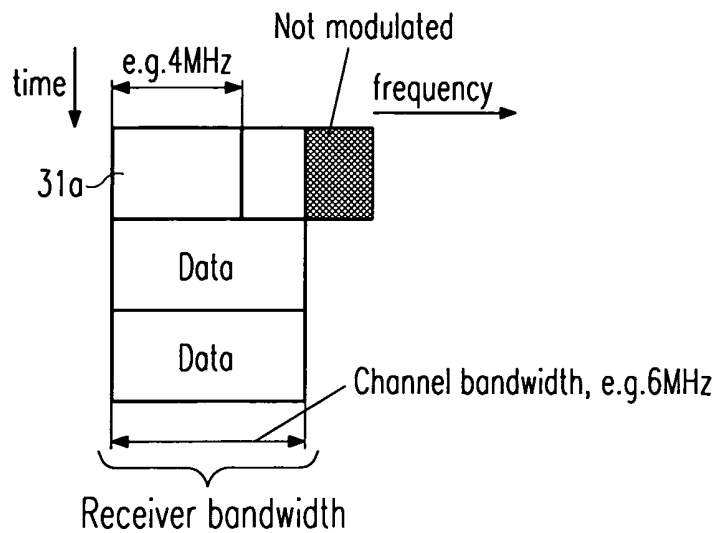 Not modulated
e.g.4MHz
time
frequency
31a
Data
Data
Channel bandwidth, e.g.6MHz
Receiver bandwidth